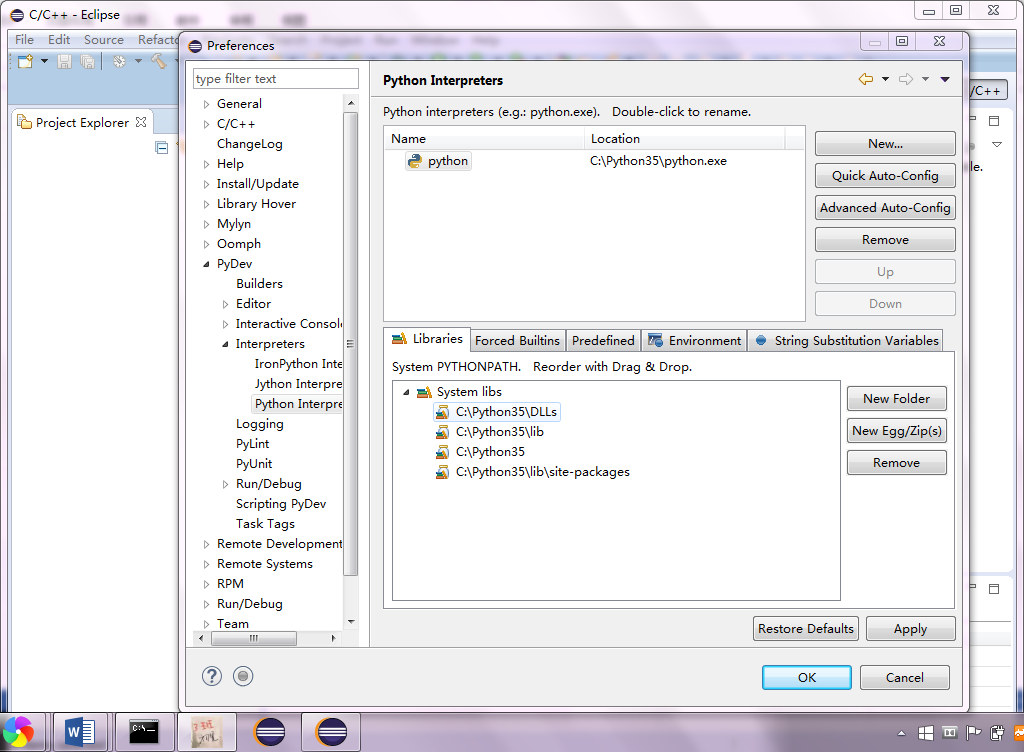 C/C++ - Eclipse
File Edit Source Refacto
Preferences
/C++
Project Explorer
le.
type filter text
General
C/C++
ChangeLog
Help
Install/Update
Library Hover
Mylyn
Oomph
PyDev
Builders
Editor
Interactive Consol
Interpreters
IronPython Inte
Jython Interpre
Python Interpre
Logging
PyLint
PyUnit
Run/Debug
Scripting PyDev
Task Tags
Remote Development
Remote Systems
RPM
Run/Debug
Team
Python Interpreters
Python interpreters (e.g.: python.exe). Double-click to rename.
Name Location
python C:\Python35\python.exe
New...
Quick Auto-Config
Advanced Auto-Config
Remove
Up
Down
Libraries Forced Builtins Predefined Environment String Substitution Variables
System PYTHONPATH. Reorder with Drag & Drop.
System libs
C:\Python35\DLLs
C:\Python35\lib
C:\Python35
C:\Python35\lib\site-packages
New Folder
New Egg/Zip(s)
Remove
Restore Defaults Apply
OK Cancel